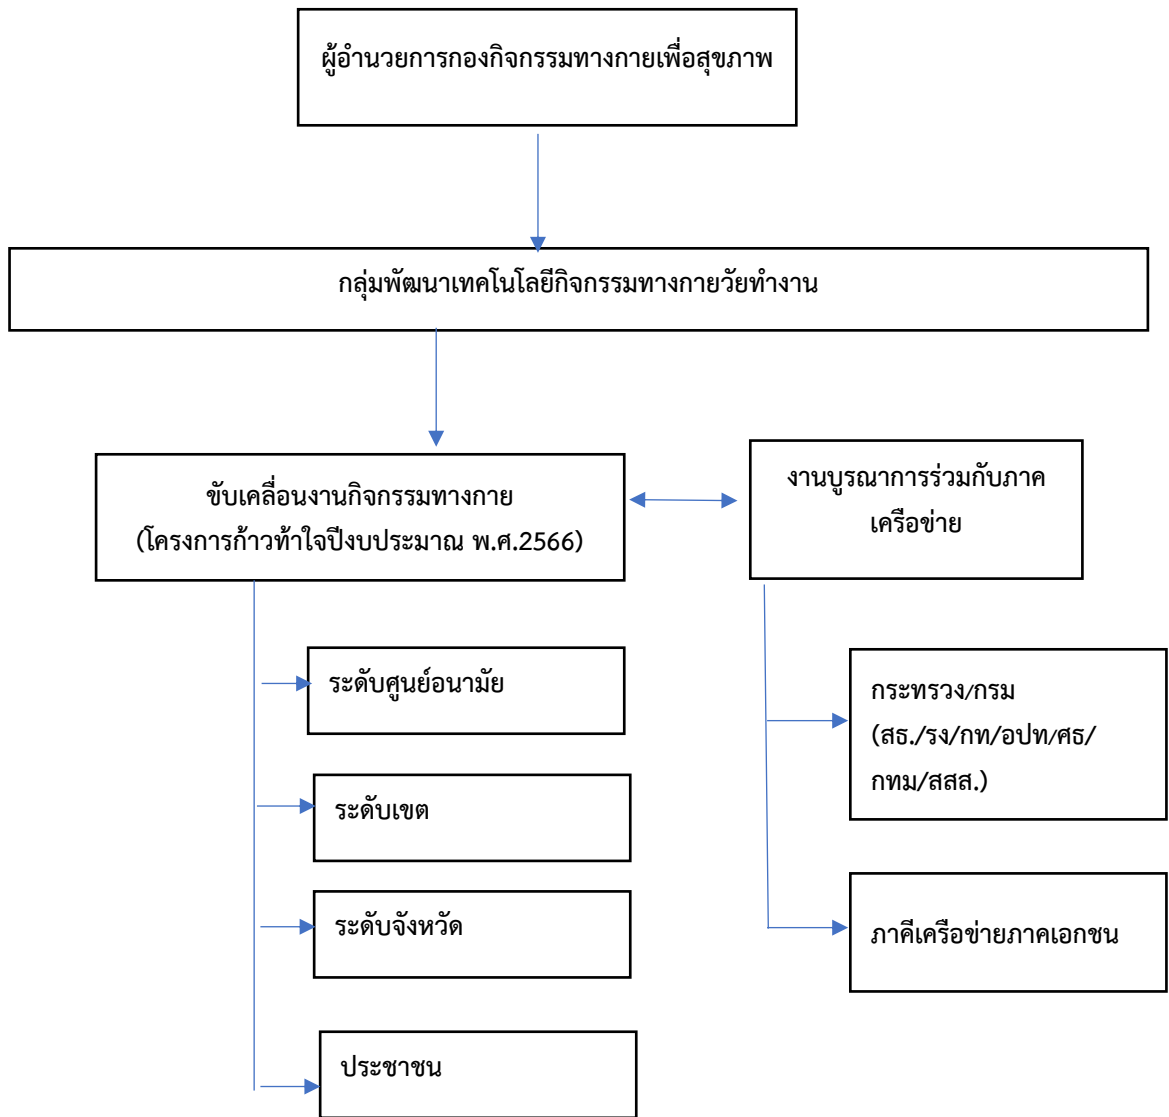 ผู้อำนวยการกองกิจกรรมทางกายเพื่อสุขภาพ
กลุ่มพัฒนาเทคโนโลยีกิจกรรมทางกายวัยทำงาน
ขับเคลื่อนงานกิจกรรมทางกาย
(โครงการก้าวท้าใจปีงบประมาณ พ.ศ.2566)
งานบูรณาการร่วมกับภาค
เครือข่าย
ระดับศูนย์อนามัย
ระดับเขต
ระดับจังหวัด
ประชาชน
กระทรวง/กรม
(สธ./รง/กท/อปท/ศธ/
กทม/สสส.)
ภาคีเครือข่ายภาคเอกชน